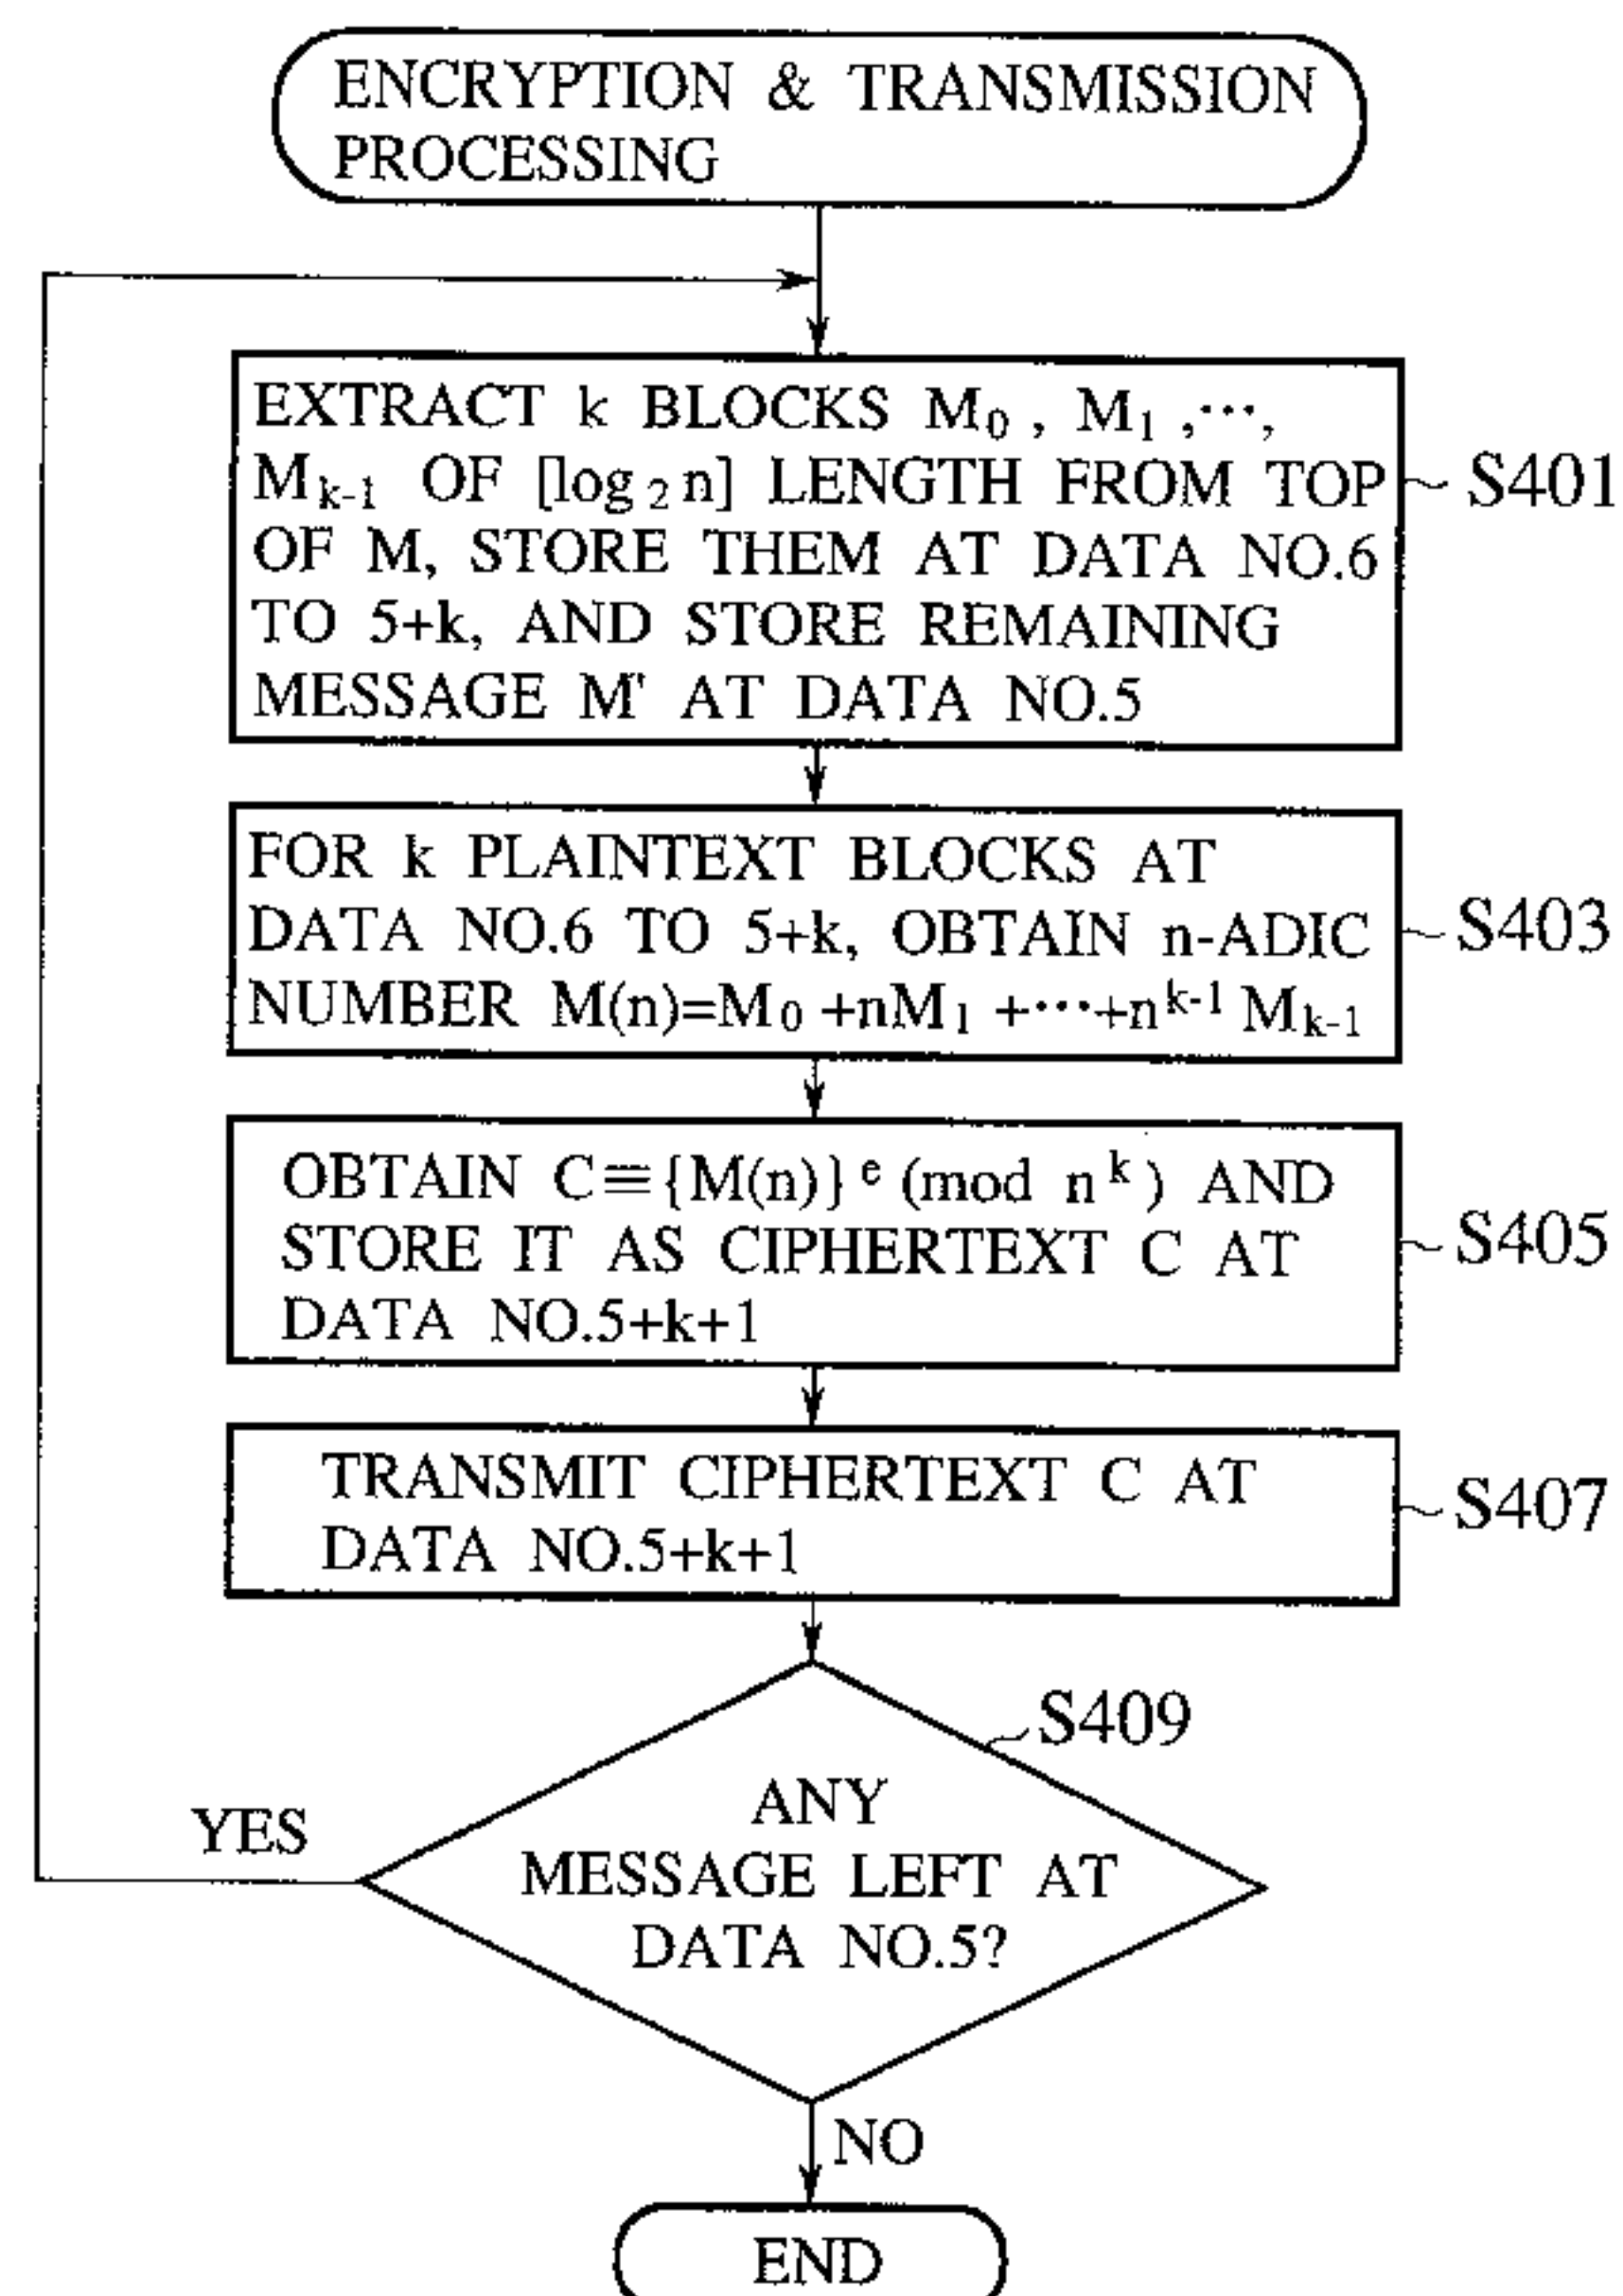 ENCRYPTION & TRANSMISSION
PROCESSING
EXTRACT k BLOCKS M₀ , M₁ ,⋯,
Mₖ₋₁ OF [log ₂ n] LENGTH FROM TOP
OF M, STORE THEM AT DATA NO.6
TO 5+k, AND STORE REMAINING
MESSAGE M' AT DATA NO.5
S401
FOR k PLAINTEXT BLOCKS AT
DATA NO.6 TO 5+k, OBTAIN n-ADIC
NUMBER M(n)=M₀ +nM₁ +⋯+nᵏ⁻¹ Mₖ₋₁
S403
OBTAIN C≡{M(n)}ᵉ (mod nᵏ) AND
STORE IT AS CIPHERTEXT C AT
DATA NO.5+k+1
S405
TRANSMIT CIPHERTEXT C AT
DATA NO.5+k+1
S407
S409
ANY
MESSAGE LEFT AT
DATA NO.5?
YES
NO
END